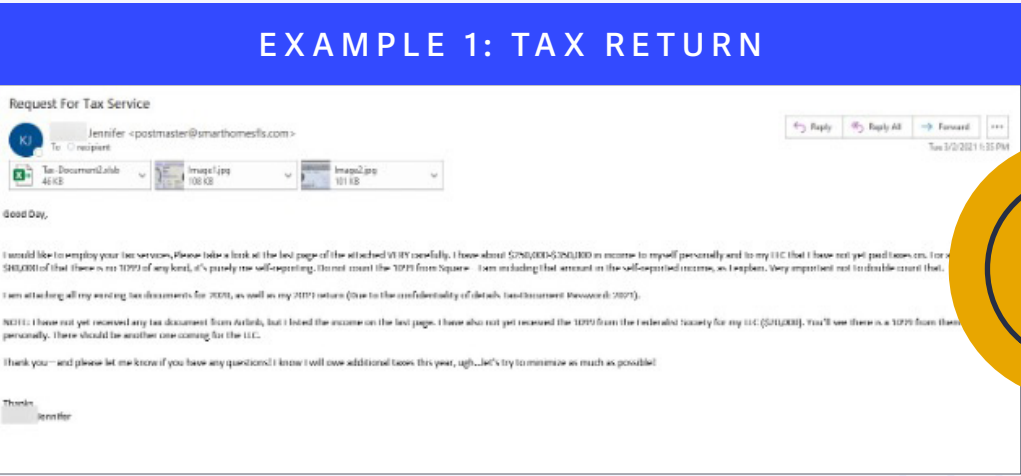 EXAMPLE 1: TAX RETURN
Request For Tax Service
KJ
Jennifer <postmaster@smarthomesfls.com>
To recipient
Reply
Reply All
Forward
Tue 3/2/2021 1:35 PM
Tax-Document2.xlsb
46 KB
Image1.jpg
108 KB
Image2.jpg
101 KB
Good Day,
I would like to employ your tax services, Please take a look at the last page of the attached VERY carefully. I have about $250,000-$350,000 in income to myself personally and to my LLC that I have not yet paid taxes on. For
of that there is no 1099 of any kind, it's purely me self-reporting. Do not count the 1099 from Square - I am including that amount in the self-reported income, as I explain. Very important not to double count that.
I am attaching all my existing tax documents for 2020, as well as my 2019 return (Due to the confidentiality of details Tax-Document Password: 2021).
NOTE: I have not yet received any tax document from Airbnb, but I listed the income on the last page. I have also not yet received the 1099 from the Federalist Society for my LLC ($20,000). You'll see there is a 1099 from them
personally. There should be another one coming for the LLC.
Thank you—and please let me know if you have any questions! I know I will owe additional taxes this year, ugh...let's try to minimize as much as possible!
Thanks
Jennifer